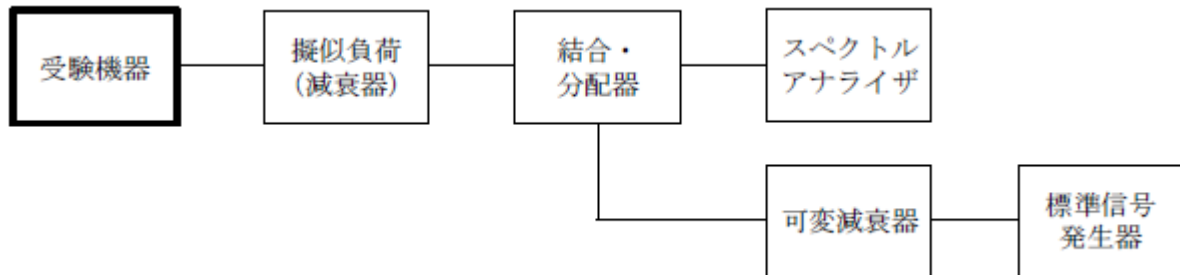 受験機器
擬似負荷
(減衰器)
結合・
分配器
スペクトル
アナライザ
可変減衰器
標準信号
発生器